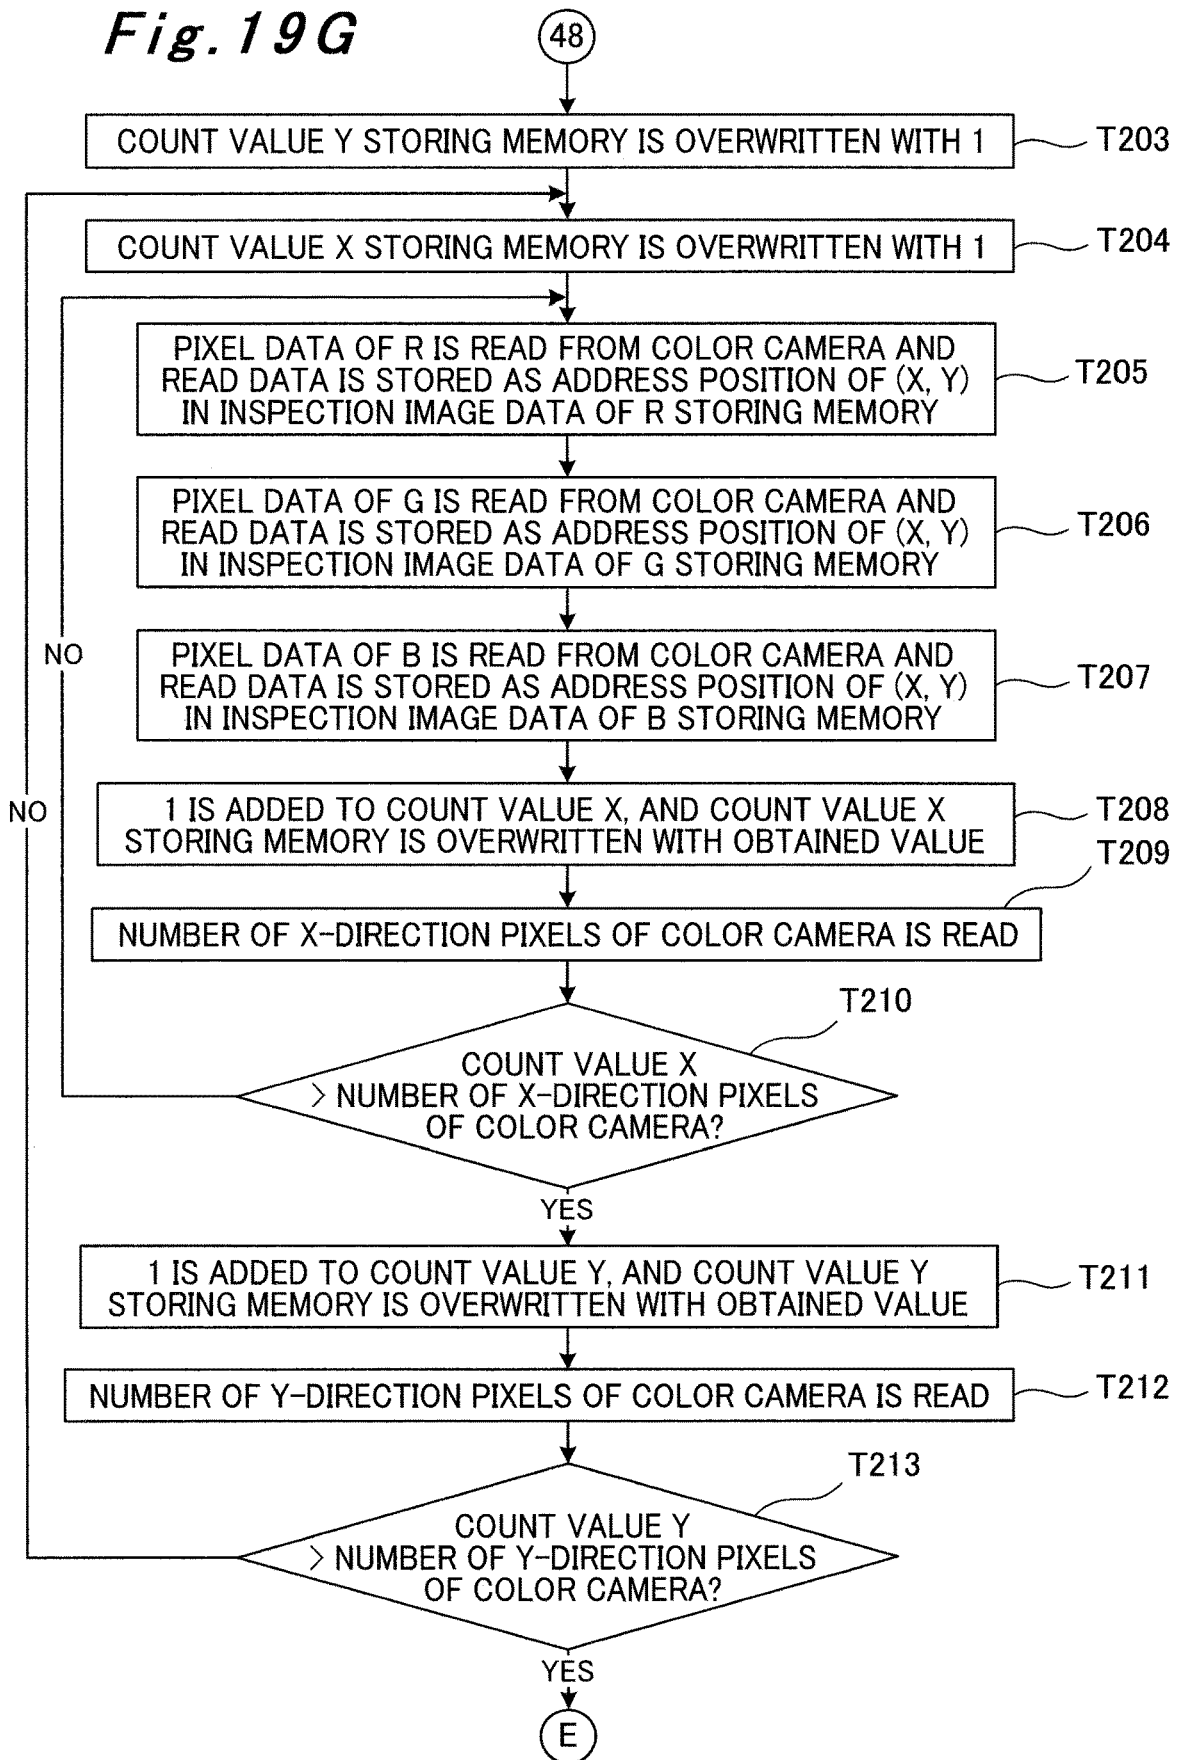 Fig.19G
48
COUNT VALUE Y STORING MEMORY IS OVERWRITTEN WITH 1
T203
COUNT VALUE X STORING MEMORY IS OVERWRITTEN WITH 1
T204
PIXEL DATA OF R IS READ FROM COLOR CAMERA AND
READ DATA IS STORED AS ADDRESS POSITION OF (X, Y)
IN INSPECTION IMAGE DATA OF R STORING MEMORY
T205
PIXEL DATA OF G IS READ FROM COLOR CAMERA AND
READ DATA IS STORED AS ADDRESS POSITION OF (X, Y)
IN INSPECTION IMAGE DATA OF G STORING MEMORY
T206
NO
PIXEL DATA OF B IS READ FROM COLOR CAMERA AND
READ DATA IS STORED AS ADDRESS POSITION OF (X, Y)
IN INSPECTION IMAGE DATA OF B STORING MEMORY
T207
NO
1 IS ADDED TO COUNT VALUE X, AND COUNT VALUE X
STORING MEMORY IS OVERWRITTEN WITH OBTAINED VALUE
T208
T209
NUMBER OF X-DIRECTION PIXELS OF COLOR CAMERA IS READ
T210
COUNT VALUE X
> NUMBER OF X-DIRECTION PIXELS
OF COLOR CAMERA?
YES
1 IS ADDED TO COUNT VALUE Y, AND COUNT VALUE Y
STORING MEMORY IS OVERWRITTEN WITH OBTAINED VALUE
T211
NUMBER OF Y-DIRECTION PIXELS OF COLOR CAMERA IS READ
T212
T213
COUNT VALUE Y
> NUMBER OF Y-DIRECTION PIXELS
OF COLOR CAMERA?
YES
E